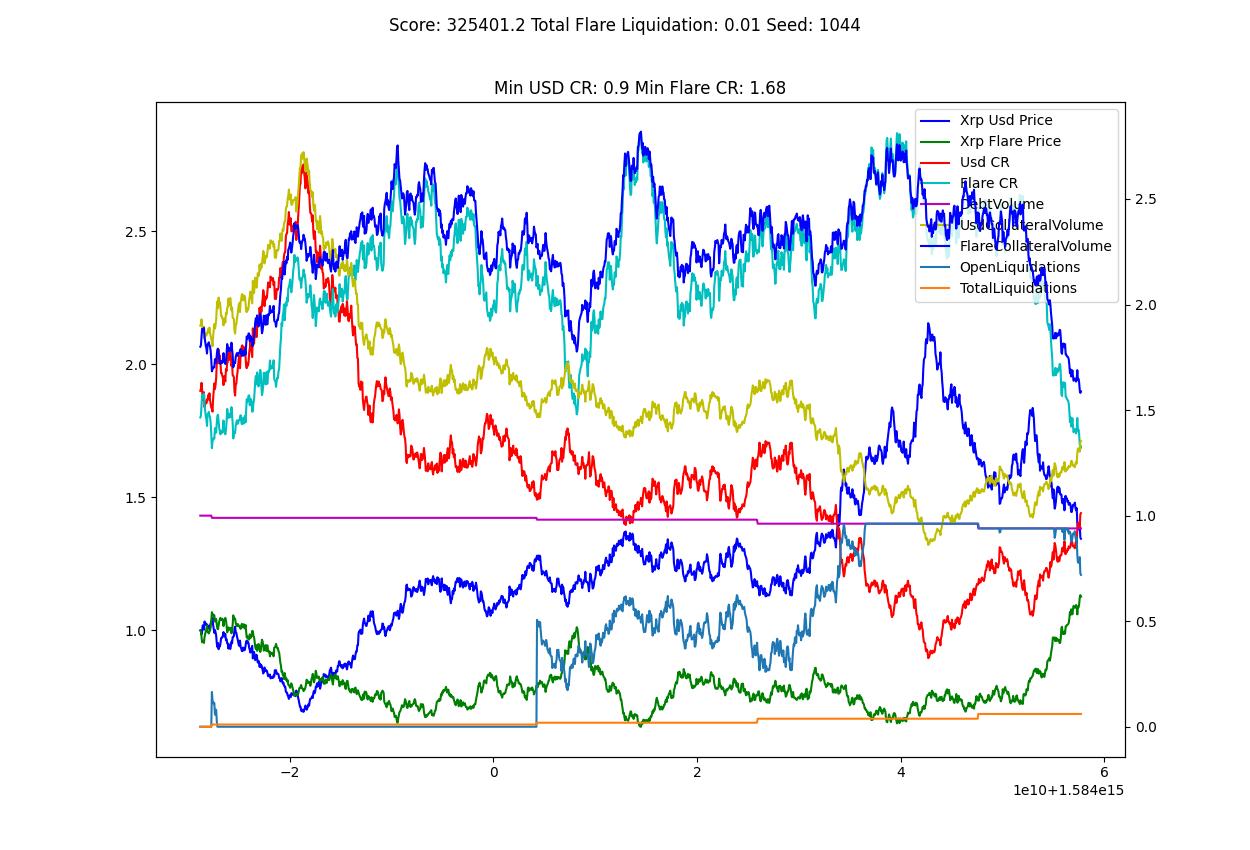 Score: 325401.2 Total Flare Liquidation: 0.01 Seed: 1044
Min USD CR: 0.9 Min Flare CR: 1.68
Xrp Usd Price
Xrp Flare Price
Usd CR
Flare CR
DebtVolume
UsdCollateralVolume
FlareCollateralVolume
OpenLiquidations
TotalLiquidations
2.5
2.0
1.5
1.0
2.5
2.0
1.5
1.0
0.5
0.0
−2
0
2
4
6
1e10+1.584e15